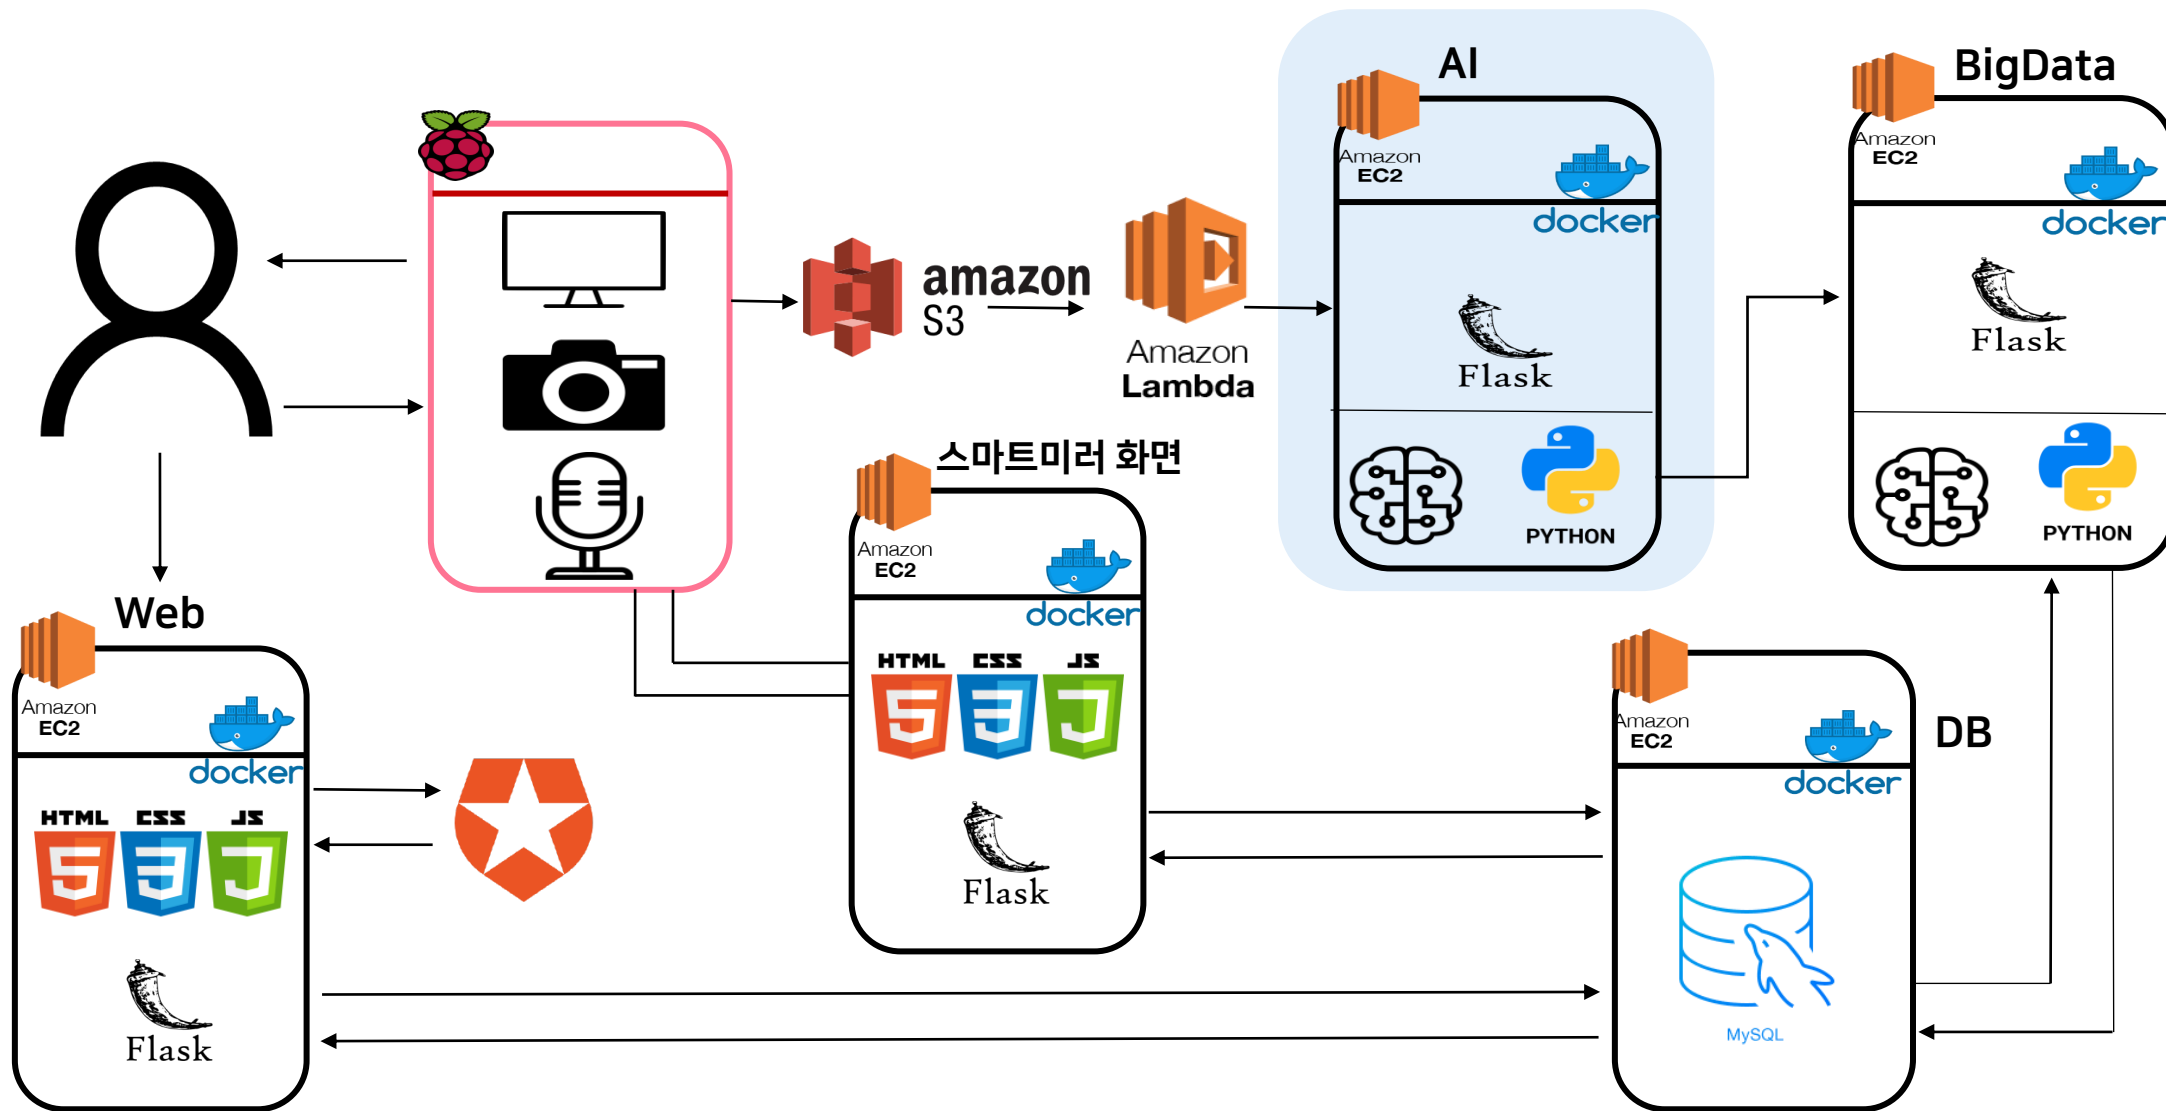 AI
Amazon
EC2
docker
Flask
PYTHON
BigData
Amazon
EC2
docker
Flask
PYTHON
amazon
S3
Amazon
Lambda
스마트미러 화면
Amazon
EC2
docker
HTML CSS JS
Flask
Web
Amazon
EC2
docker
HTML CSS JS
Flask
DB
Amazon
EC2
docker
MySQL